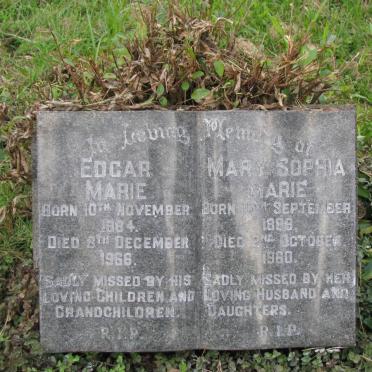 In Loving Memory of
EDGAR
MARIE
BORN 10TH NOVEMBER
1884.
DIED 8TH DECEMBER
1966.
SADLY MISSED BY HIS
LOVING CHILDREN AND
GRANDCHILDREN.
R.I.P.
MARY SOPHIA
MARIE
BORN SEPTEMBER
DIED OCTOBER
1960.
SADLY MISSED BY HER
LOVING HUSBAND AND
DAUGHTERS.
R.I.P.